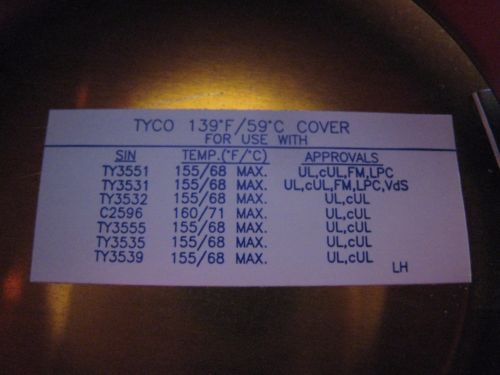 TYCO 139°F/59°C COVER
FOR USE WITH
SIN TEMP.(°F/°C) APPROVALS
TY3551 155/68 MAX. UL,cUL,FM,LPC
TY3531 155/68 MAX. UL,cUL,FM,LPC,VdS
TY3532 155/68 MAX. UL,cUL
C2596 160/71 MAX. UL,cUL
TY3555 155/68 MAX. UL,cUL
TY3535 155/68 MAX. UL,cUL
TY3539 155/68 MAX. UL,cUL
LH